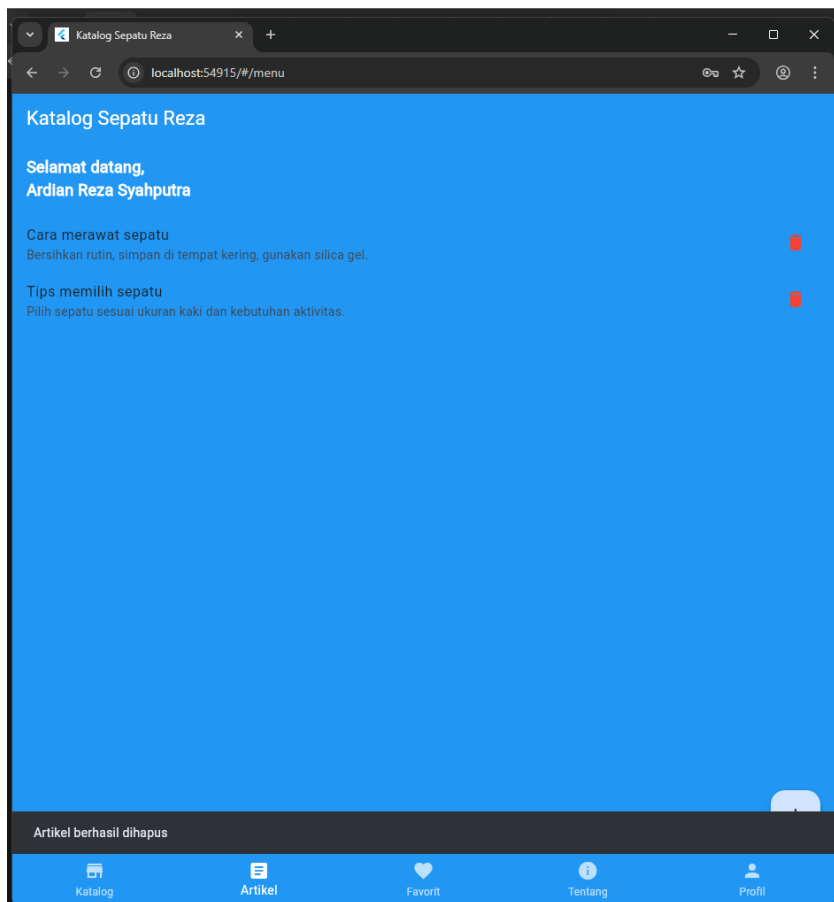 Katalog Sepatu Reza
localhost:54915/#/menu
Katalog Sepatu Reza
Selamat datang,
Ardian Reza Syahputra
Cara merawat sepatu
Bersihkan rutin, simpan di tempat kering, gunakan silica gel.
Tips memilih sepatu
Pilih sepatu sesuai ukuran kaki dan kebutuhan aktivitas.
Artikel berhasil dihapus
Katalog Artikel Favorit Tentang Profil